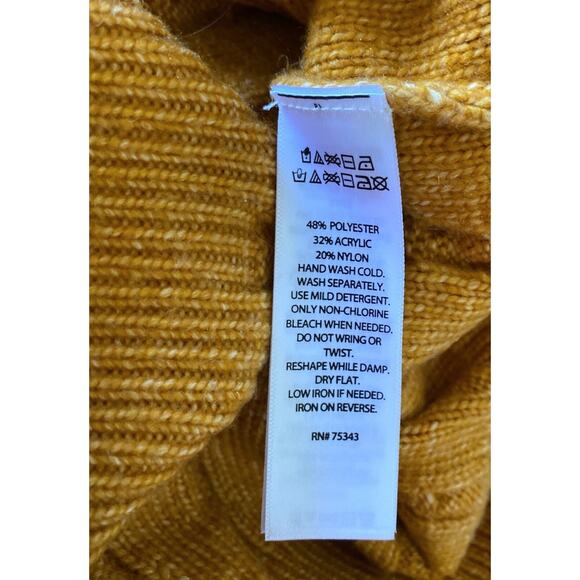 48% POLYESTER
32% ACRYLIC
20% NYLON
HAND WASH COLD.
WASH SEPARATELY.
USE MILD DETERGENT.
ONLY NON-CHLORINE
BLEACH WHEN NEEDED.
DO NOT WRING OR
TWIST.
RESHAPE WHILE DAMP.
DRY FLAT.
LOW IRON IF NEEDED.
IRON ON REVERSE.
RN# 75343